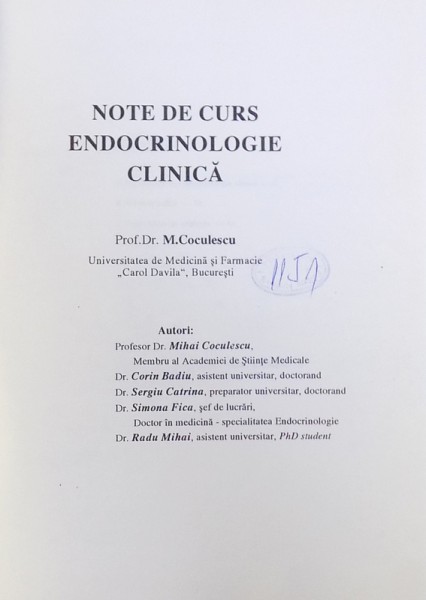 NOTE DE CURS
ENDOCRINOLOGIE
CLINICĂ
Prof.Dr. M.Coculescu
Universitatea de Medicină şi Farmacie
„Carol Davila“, Bucureşti
Autori:
Profesor Dr. Mihai Coculescu,
Membru al Academiei de Ştiinţe Medicale
Dr. Corin Badiu, asistent universitar, doctorand
Dr. Sergiu Catrina, preparator universitar, doctorand
Dr. Simona Fica, şef de lucrări,
Doctor în medicină - specialitatea Endocrinologie
Dr. Radu Mihai, asistent universitar, PhD student